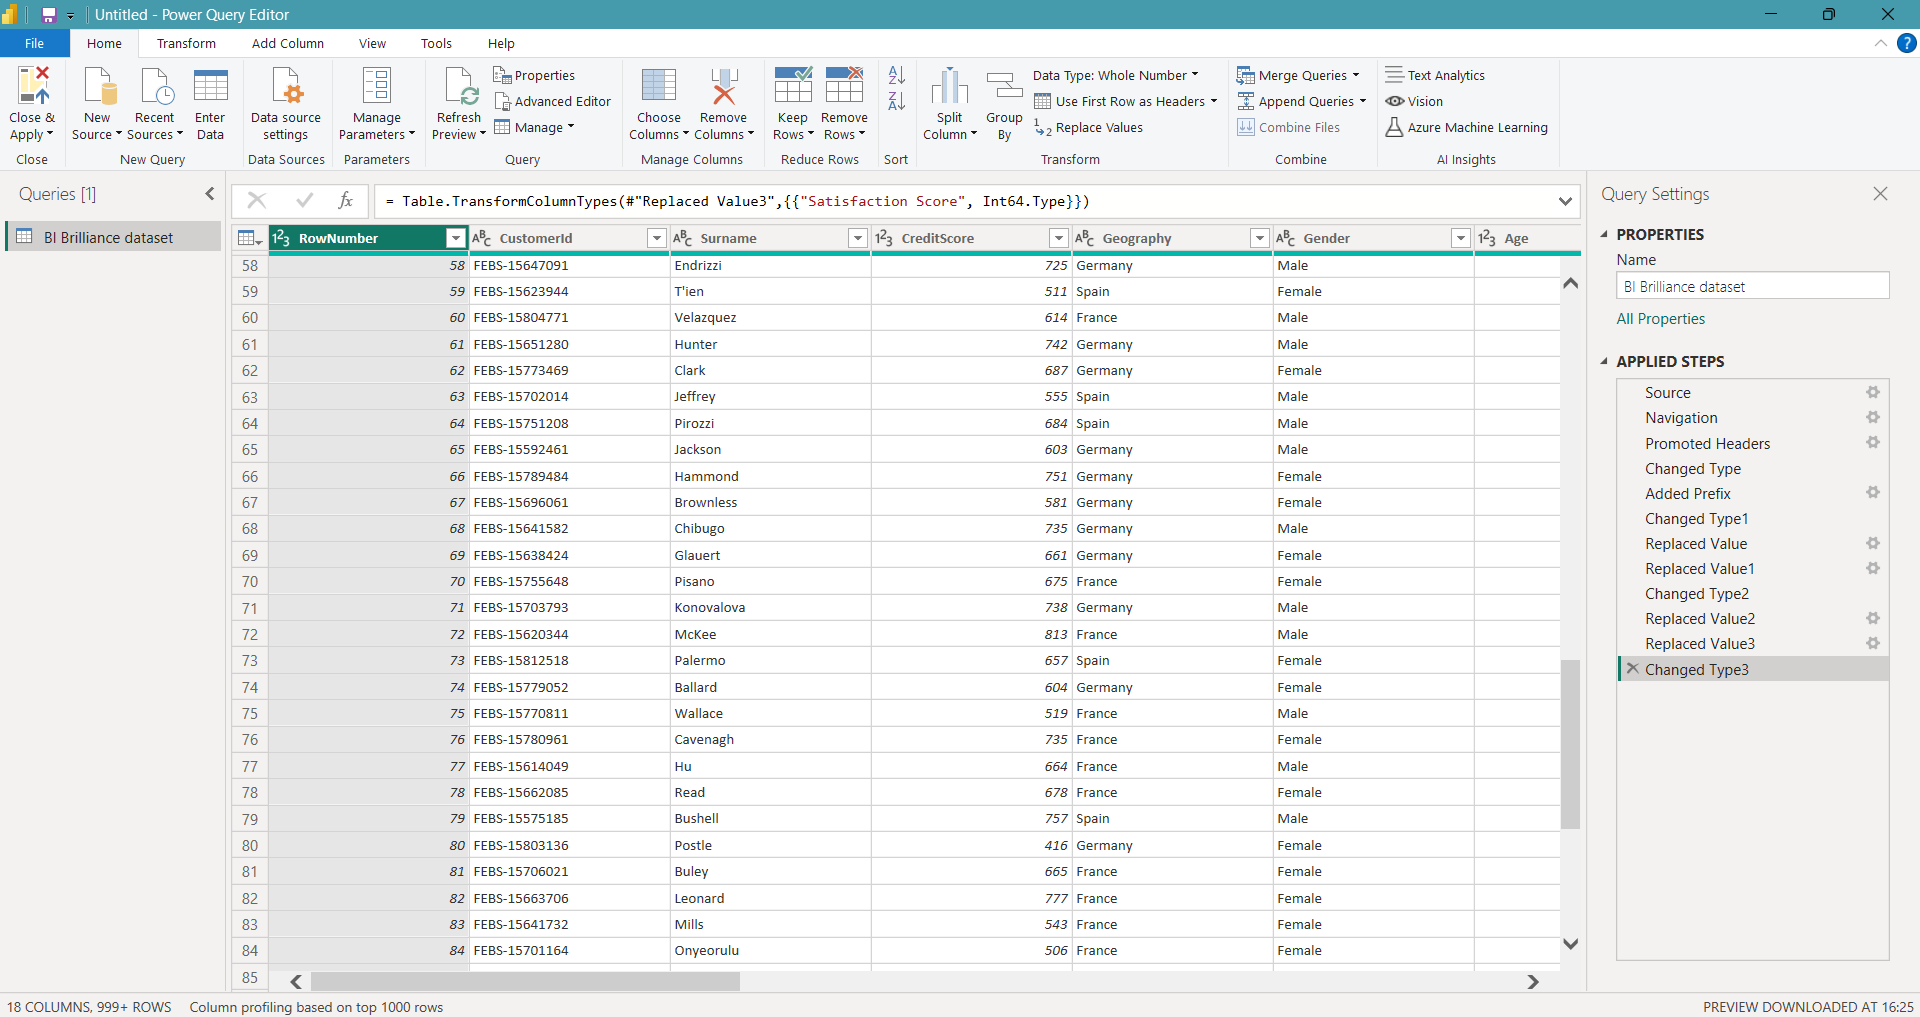 Untitled - Power Query Editor
File Home Transform Add Column View Tools Help
Close & Apply
Close
New Source
Recent Sources
Enter Data
New Query
Data source settings
Data Sources
Manage Parameters
Parameters
Refresh Preview
Properties
Advanced Editor
Manage
Query
Choose Columns
Remove Columns
Manage Columns
Keep Rows
Remove Rows
Reduce Rows
Sort
Split Column
Group By
Data Type: Whole Number
Use First Row as Headers
Replace Values
Transform
Merge Queries
Append Queries
Combine Files
Combine
Text Analytics
Vision
Azure Machine Learning
AI Insights
Queries [1]
BI Brilliance dataset
fx = Table.TransformColumnTypes(#"Replaced Value3",{{"Satisfaction Score", Int64.Type}})
123 RowNumber ABC CustomerId ABC Surname 123 CreditScore ABC Geography ABC Gender 123 Age
58 58 FEBS-15647091 Endrizzi 725 Germany Male
59 59 FEBS-15623944 T'ien 511 Spain Female
60 60 FEBS-15804771 Velazquez 614 France Male
61 61 FEBS-15651280 Hunter 742 Germany Male
62 62 FEBS-15773469 Clark 687 Germany Female
63 63 FEBS-15702014 Jeffrey 555 Spain Male
64 64 FEBS-15751208 Pirozzi 684 Spain Male
65 65 FEBS-15592461 Jackson 603 Germany Male
66 66 FEBS-15789484 Hammond 751 Germany Female
67 67 FEBS-15696061 Brownless 581 Germany Female
68 68 FEBS-15641582 Chibugo 735 Germany Male
69 69 FEBS-15638424 Glauert 661 Germany Female
70 70 FEBS-15755648 Pisano 675 France Female
71 71 FEBS-15703793 Konovalova 738 Germany Male
72 72 FEBS-15620344 McKee 813 France Male
73 73 FEBS-15812518 Palermo 657 Spain Female
74 74 FEBS-15779052 Ballard 604 Germany Female
75 75 FEBS-15770811 Wallace 519 France Male
76 76 FEBS-15780961 Cavenagh 735 France Female
77 77 FEBS-15614049 Hu 664 France Male
78 78 FEBS-15662085 Read 678 France Female
79 79 FEBS-15575185 Bushell 757 Spain Male
80 80 FEBS-15803136 Postle 416 Germany Female
81 81 FEBS-15706021 Buley 665 France Female
82 82 FEBS-15663706 Leonard 777 France Female
83 83 FEBS-15641732 Mills 543 France Female
84 84 FEBS-15701164 Onyeorulu 506 France Female
85
Query Settings
PROPERTIES
Name
BI Brilliance dataset
All Properties
APPLIED STEPS
Source
Navigation
Promoted Headers
Changed Type
Added Prefix
Changed Type1
Replaced Value
Replaced Value1
Changed Type2
Replaced Value2
Replaced Value3
Changed Type3
18 COLUMNS, 999+ ROWS Column profiling based on top 1000 rows
PREVIEW DOWNLOADED AT 16:25